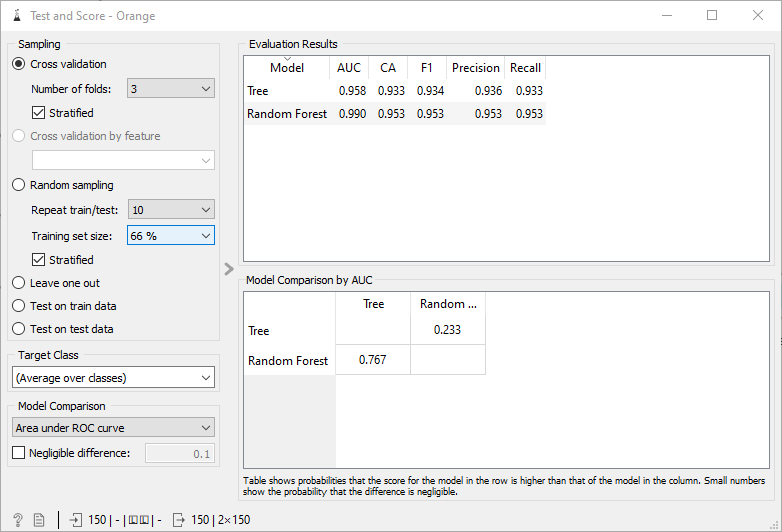 Test and Score - Orange
Sampling
Cross validation
Number of folds: 3
Stratified
Cross validation by feature
Random sampling
Repeat train/test: 10
Training set size: 66 %
Stratified
Leave one out
Test on train data
Test on test data
Target Class
(Average over classes)
Model Comparison
Area under ROC curve
Negligible difference: 0.1
Evaluation Results
Model AUC CA F1 Precision Recall
Tree 0.958 0.933 0.934 0.936 0.933
Random Forest 0.990 0.953 0.953 0.953 0.953
Model Comparison by AUC
Tree Random ...
Tree 0.233
Random Forest 0.767
Table shows probabilities that the score for the model in the row is higher than that of the model in the column. Small numbers
show the probability that the difference is negligible.
? 150 | - | | - 150 | 2×150